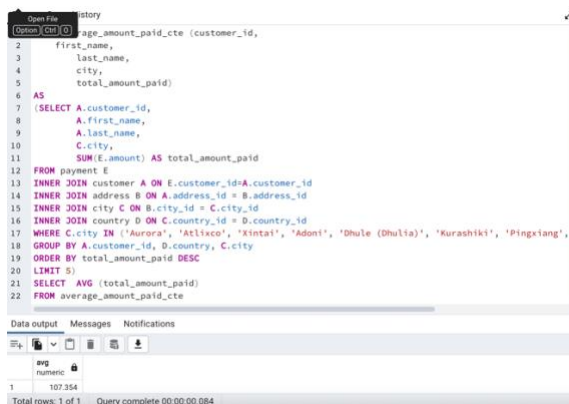 Open File
istory
Option Ctrl O
rage_amount_paid_cte (customer_id,
2 first_name,
3 last_name,
4 city,
5 total_amount_paid)
6 AS
7 (SELECT A.customer_id,
8 A.first_name,
9 A.last_name,
10 C.city,
11 SUM(E.amount) AS total_amount_paid
12 FROM payment E
13 INNER JOIN customer A ON E.customer_id=A.customer_id
14 INNER JOIN address B ON A.address_id = B.address_id
15 INNER JOIN city C ON B.city_id = C.city_id
16 INNER JOIN country D ON C.country_id = D.country_id
17 WHERE C.city IN ('Aurora', 'Atlixco', 'Xintai', 'Adoni', 'Dhule (Dhulia)', 'Kurashiki', 'Pingxiang',
18 GROUP BY A.customer_id, D.country, C.city
19 ORDER BY total_amount_paid DESC
20 LIMIT 5)
21 SELECT AVG (total_amount_paid)
22 FROM average_amount_paid_cte
Data output Messages Notifications
avg
numeric
1 107.354
Total rows: 1 of 1 Query complete 00:00:00.084